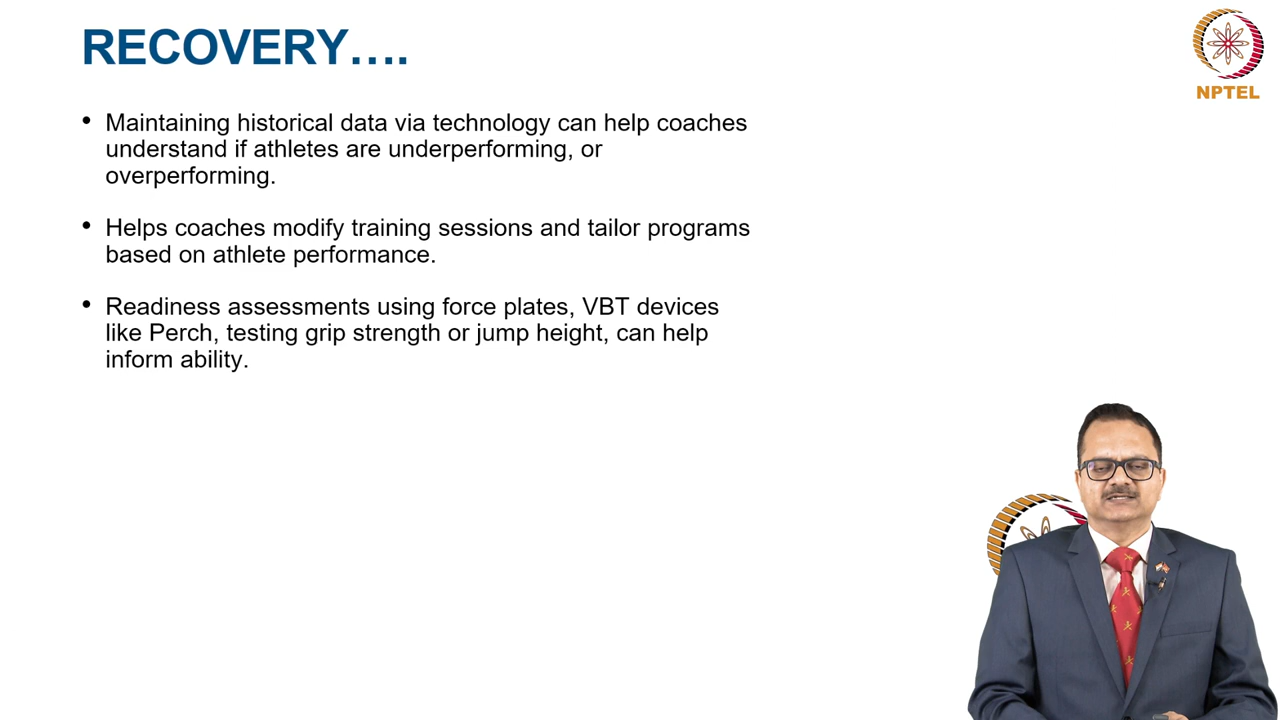 RECOVERY….
NPTEL
• Maintaining historical data via technology can help coaches
understand if athletes are underperforming, or
overperforming.
• Helps coaches modify training sessions and tailor programs
based on athlete performance.
• Readiness assessments using force plates, VBT devices
like Perch, testing grip strength or jump height, can help
inform ability.